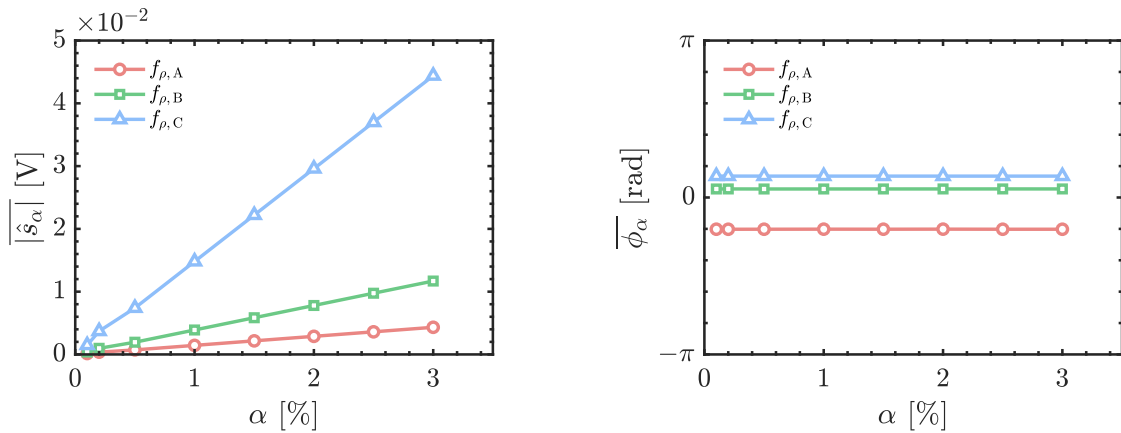 ×10⁻²
5
4
3
2
1
0
0 1 2 3
α [%]
|ŝ_α| [V]
f_ρ, A
f_ρ, B
f_ρ, C
π
0
−π
0 1 2 3
α [%]
ϕ_α [rad]
f_ρ, A
f_ρ, B
f_ρ, C